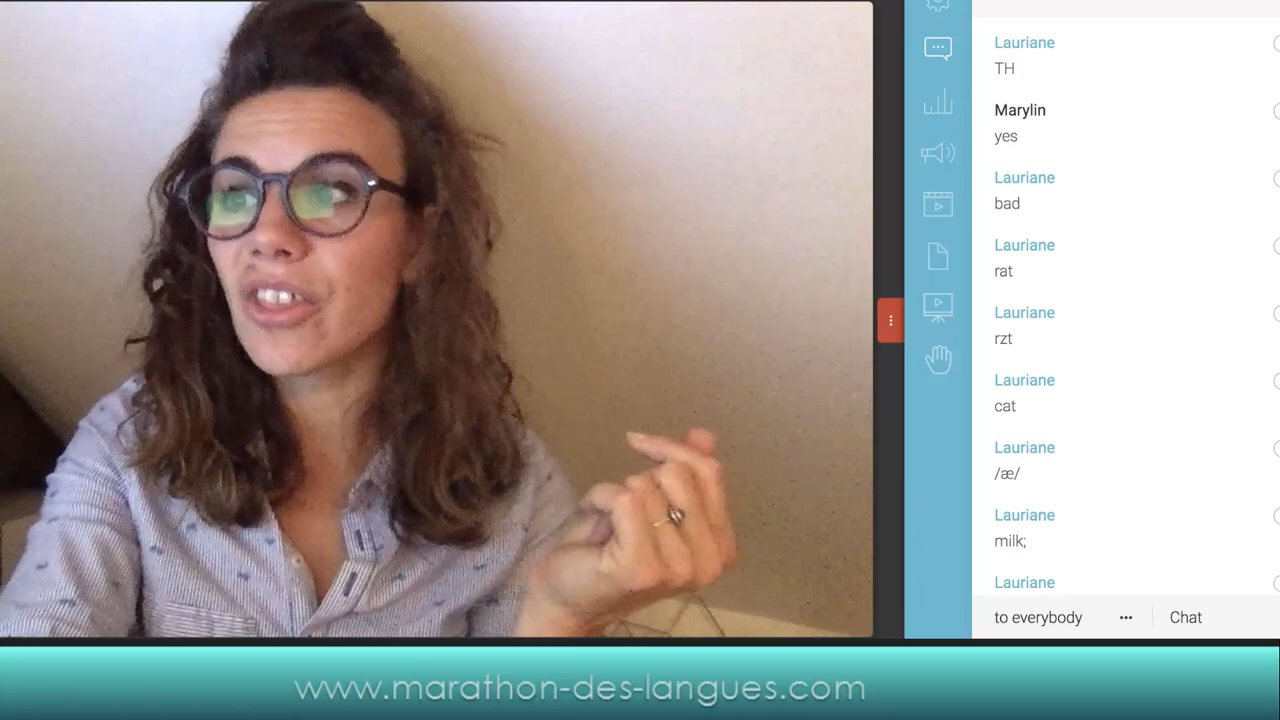 Lauriane
TH
Marylin
yes
Lauriane
bad
Lauriane
rat
Lauriane
rzt
Lauriane
cat
Lauriane
/æ/
Lauriane
milk;
Lauriane
to everybody ••• Chat
www.marathon-des-langues.com